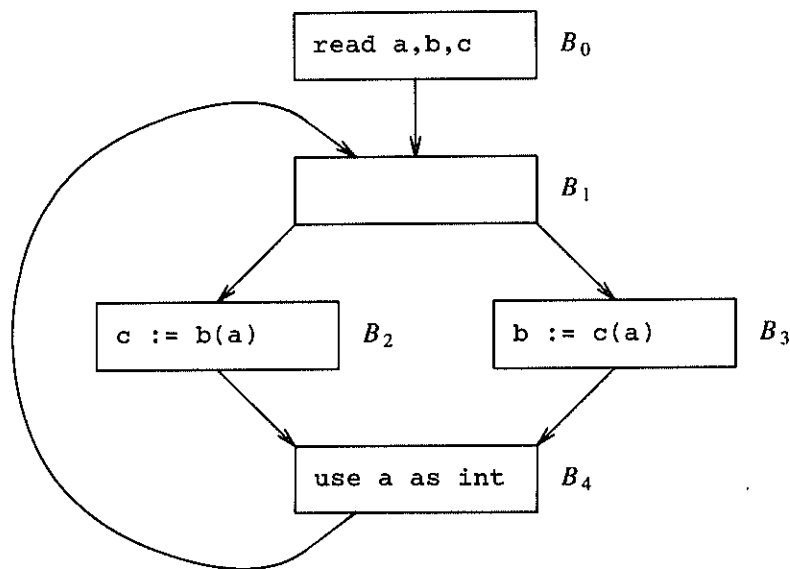 read a,b,c B0
B1
c := b(a) B2
b := c(a) B3
use a as int B4